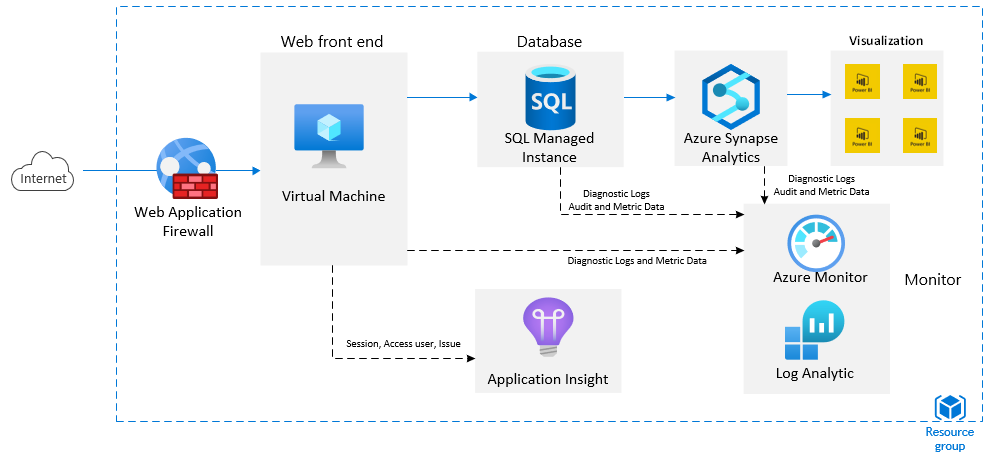 Web front end
Database
Visualization
Power BI
Power BI
SQL
SQL Managed
Instance
Azure Synapse
Analytics
Power BI
Power BI
Internet
Web Application
Firewall
Virtual Machine
Diagnostic Logs
Audit and Metric Data
Diagnostic Logs
Audit and Metric Data
Diagnostic Logs and Metric Data
Azure Monitor
Monitor
Session, Access user, Issue
Application Insight
Log Analytic
Resource
group